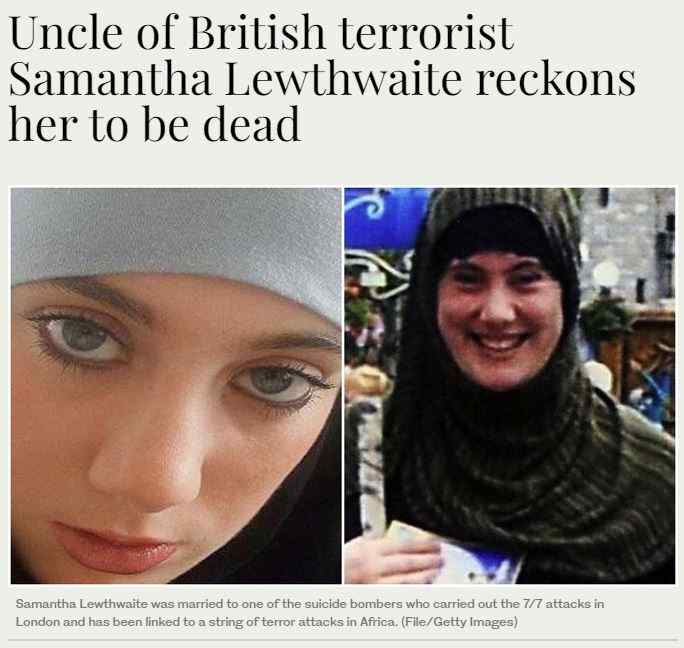 Uncle of British terrorist
Samantha Lewthwaite reckons
her to be dead
Samantha Lewthwaite was married to one of the suicide bombers who carried out the 7/7 attacks in
London and has been linked to a string of terror attacks in Africa. (File/Getty Images)